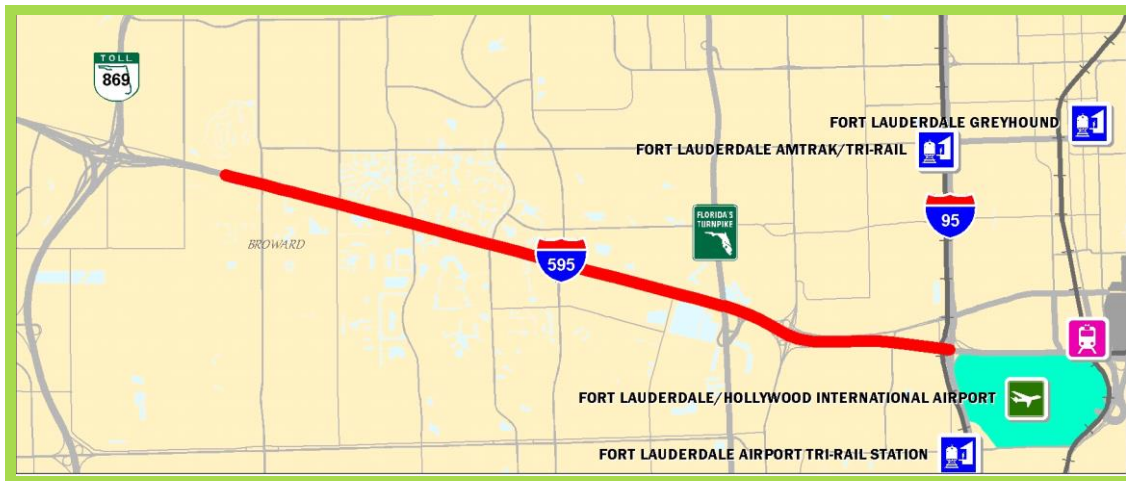 TOLL
869
FORT LAUDERDALE GREYHOUND
FORT LAUDERDALE AMTRAK/TRI-RAIL
FLORIDA'S
TURNPIKE
95
BROWARD
595
FORT LAUDERDALE/HOLLYWOOD INTERNATIONAL AIRPORT
FORT LAUDERDALE AIRPORT TRI-RAIL STATION